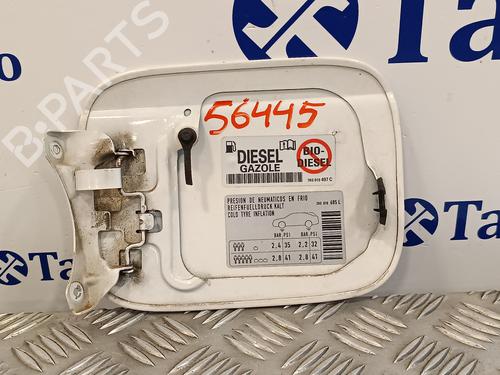 Ta
o
B-PARTS
56445
DIESEL
GAZOLE
BIO-
DIESEL
PRESION DE NEUMATICOS EN FRIO
REIFENFUELLDRUCK KALT
COLD TYRE INFLATION
BAR. PSI BAR. PSI
2.4 35 2.2 32
2.8 41 2.8 41
Ta
Ta